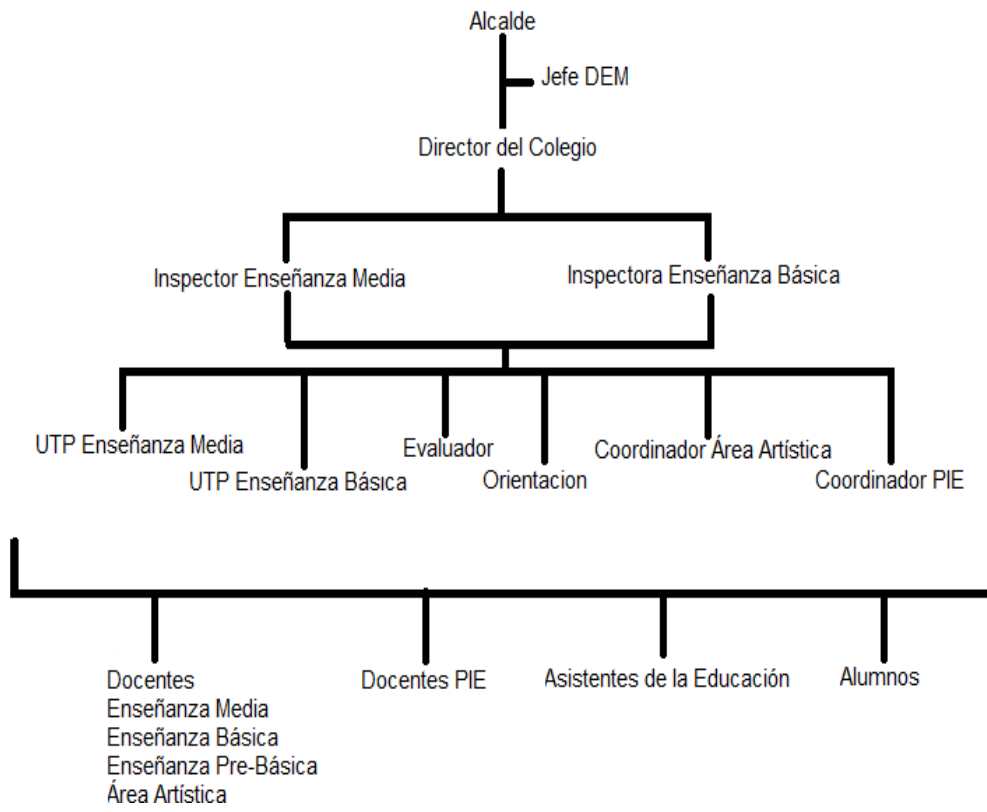 Alcalde
Jefe DEM
Director del Colegio
Inspector Enseñanza Media
Inspectora Enseñanza Básica
UTP Enseñanza Media
UTP Enseñanza Básica
Evaluador
Orientacion
Coordinador Área Artística
Coordinador PIE
Docentes
Enseñanza Media
Enseñanza Básica
Enseñanza Pre-Básica
Área Artística
Docentes PIE
Asistentes de la Educación
Alumnos